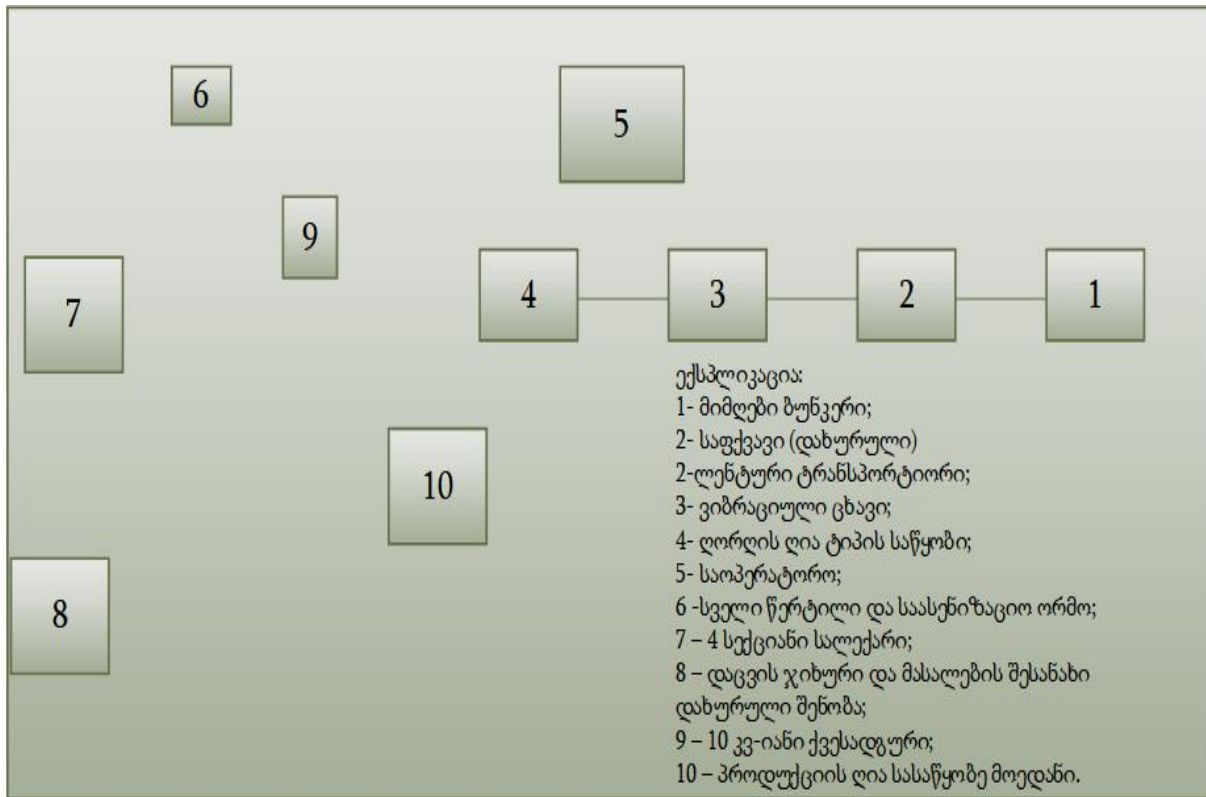 6
5
9
7
4
3
2
1
10
8
ექსპლიკაცია:
1- მიმღები ბუნკერი;
2- საფქვავი (დახურული)
2-ლენტური ტრანსპორტიორი;
3- ვიბრაციული ცხავი;
4- ღორღის ღია ტიპის საწყობი;
5- საოპერატორო;
6 -სველი წერტილი და საასენიზაციო ორმო;
7 – 4 სექციანი სალექარი;
8 – დაცვის ჯიხური და მასალების შესანახი
დახურული შენობა;
9 – 10 კვ-იანი ქვესადგური;
10 – პროდუქციის ღია სასაწყობე მოედანი.